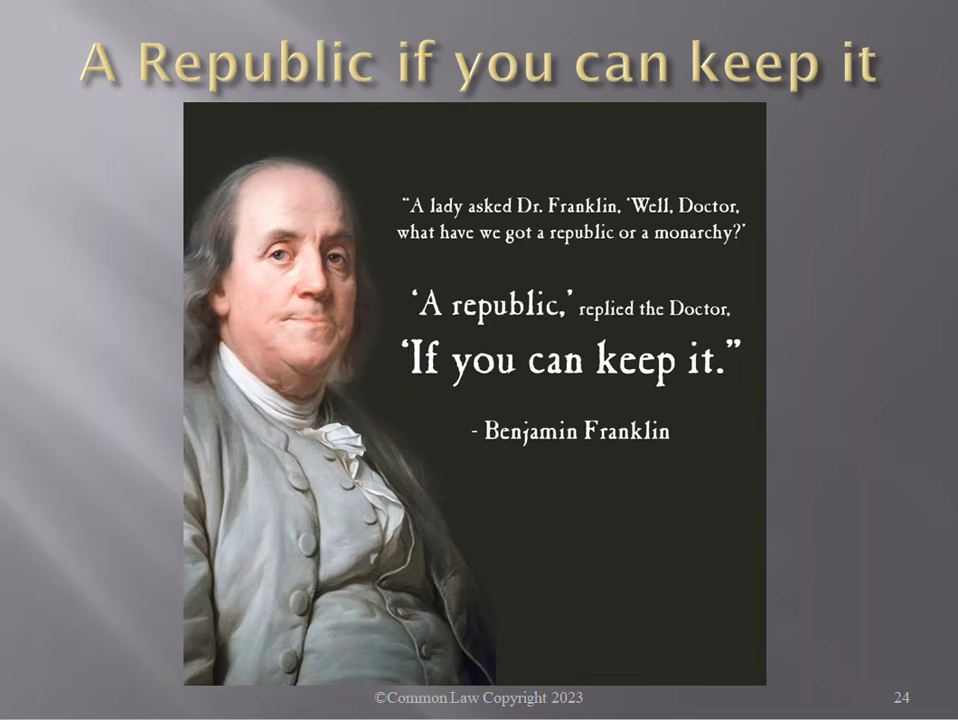 A Republic if you can keep it
“A lady asked Dr. Franklin, ‘Well, Doctor,
what have we got a republic or a monarchy?’
‘A republic,’ replied the Doctor,
‘If you can keep it.”
- Benjamin Franklin
©Common Law Copyright 2023
24